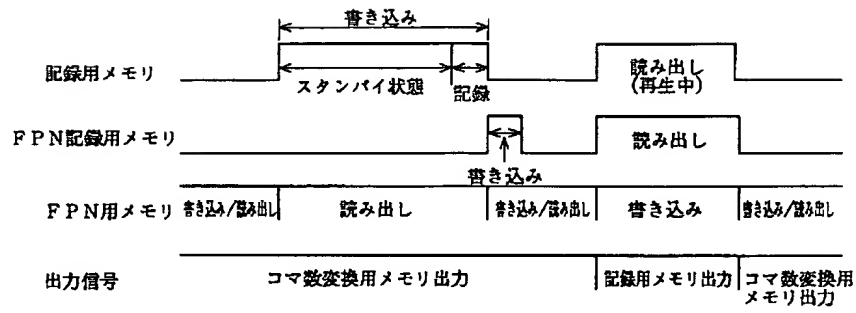 書き込み
記録用メモリ
スタンバイ状態
記録
読み出し
(再生中)
FPN記録用メモリ
読み出し
書き込み
FPN用メモリ
書き込み/読み出し
読み出し
書き込み/読み出し
書き込み
書き込み/読み出し
出力信号
コマ数変換用メモリ出力
記録用メモリ出力
コマ数変換用
メモリ出力